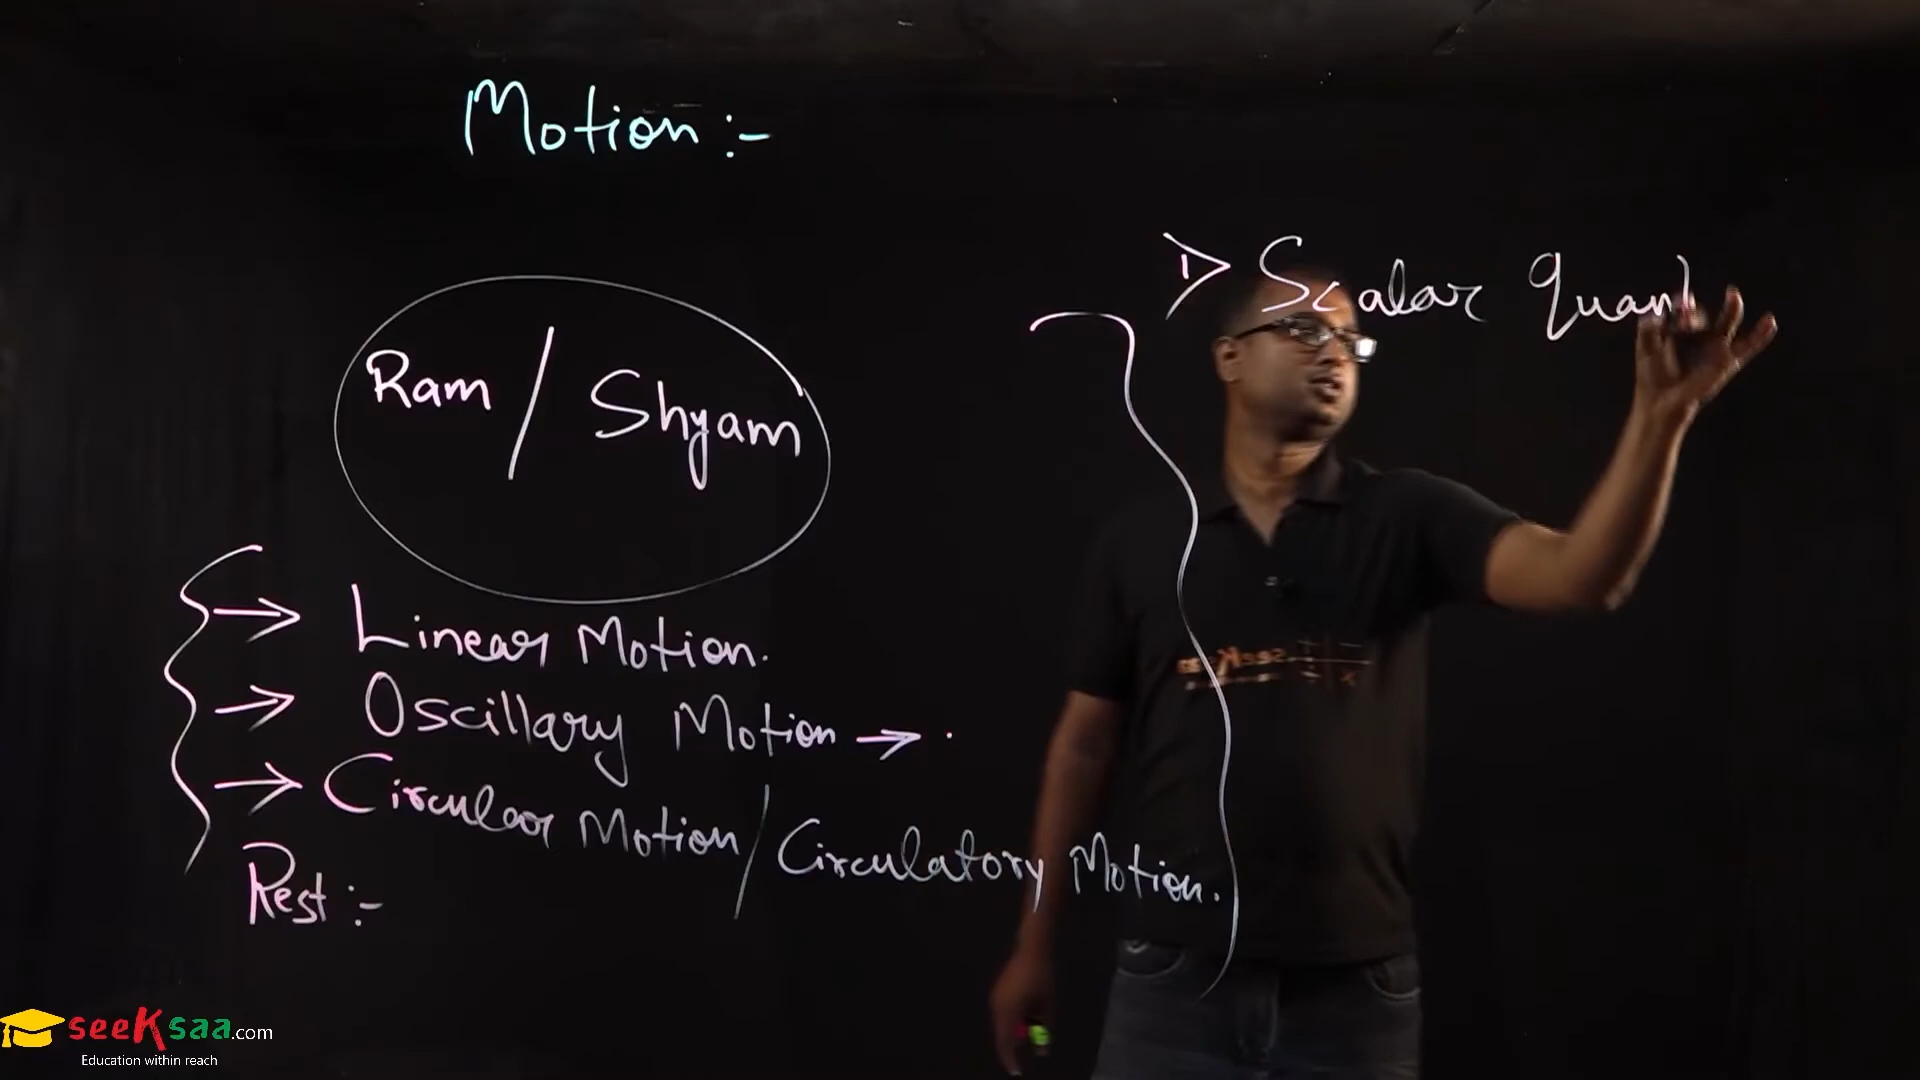 Motion :-
Ram / Shyam
→ Linear Motion.
→ Oscillary Motion → .
→ Circular Motion / Circulatory Motion.
Rest :-
1> Scalar Quant
seeKsaa.com
Education within reach